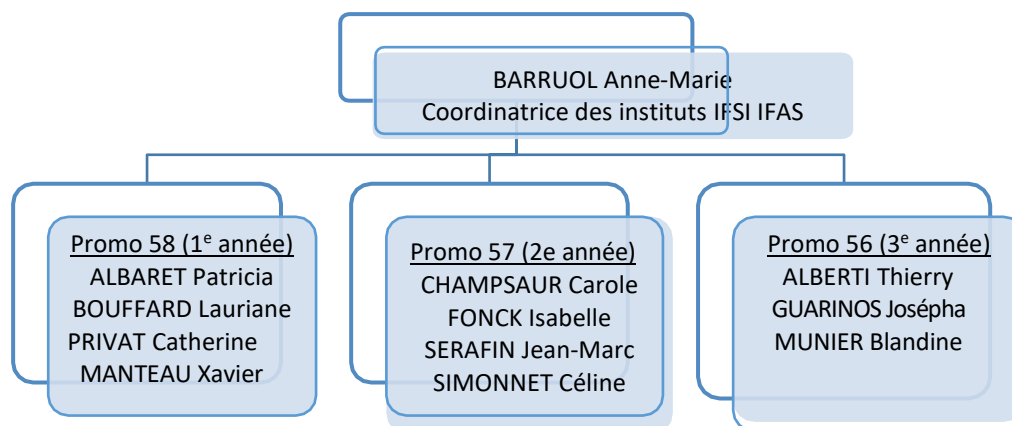 BARRUOL Anne-Marie
Coordinatrice des instituts IFSI IFAS
Promo 58 (1e année)
ALBARET Patricia
BOUFFARD Lauriane
PRIVAT Catherine
MANTEAU Xavier
Promo 57 (2e année)
CHAMPSAUR Carole
FONCK Isabelle
SERAFIN Jean-Marc
SIMONNET Céline
Promo 56 (3e année)
ALBERTI Thierry
GUARINOS Josépha
MUNIER Blandine